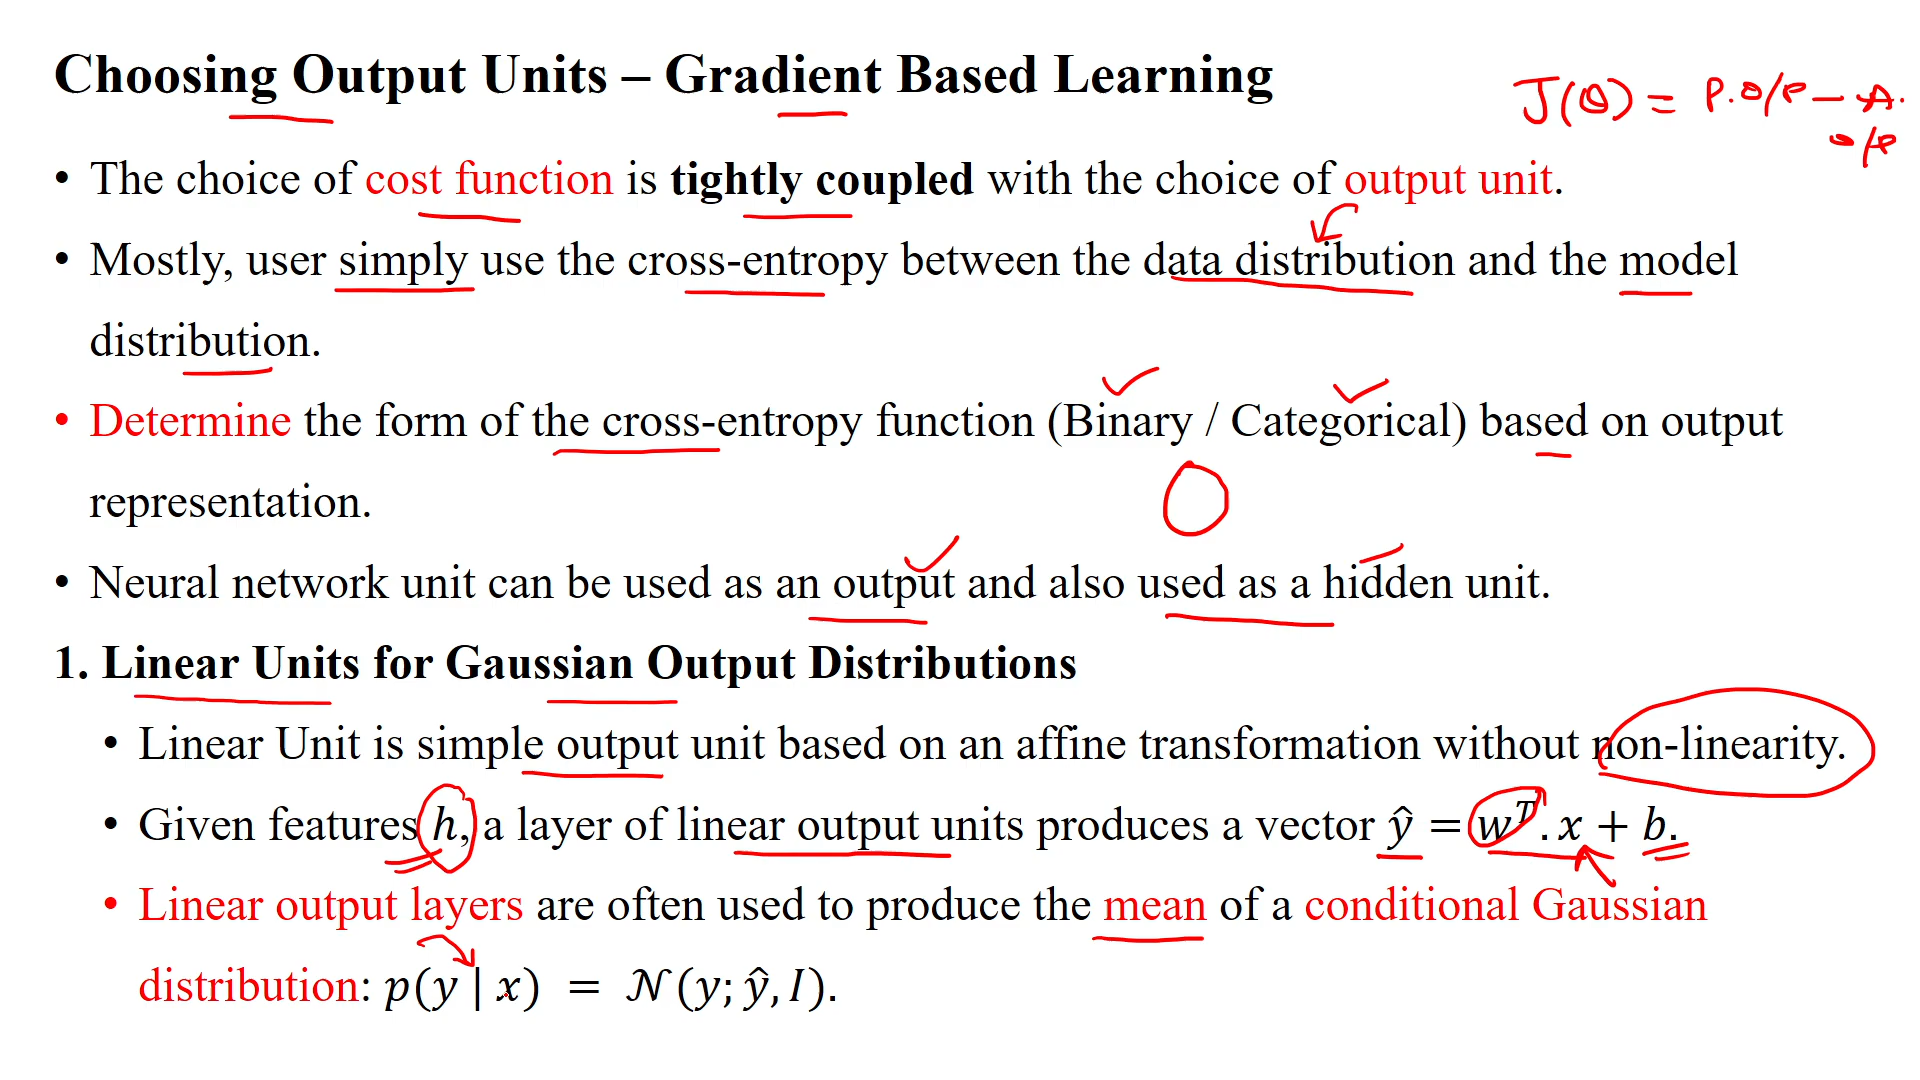 Choosing Output Units – Gradient Based Learning
J(θ) = P.O/P – A.
O/P
• The choice of cost function is tightly coupled with the choice of output unit.
• Mostly, user simply use the cross-entropy between the data distribution and the model
distribution.
• Determine the form of the cross-entropy function (Binary / Categorical) based on output
representation.
• Neural network unit can be used as an output and also used as a hidden unit.
1. Linear Units for Gaussian Output Distributions
• Linear Unit is simple output unit based on an affine transformation without non-linearity.
• Given features h, a layer of linear output units produces a vector ŷ = wᵀ. x + b.
• Linear output layers are often used to produce the mean of a conditional Gaussian
distribution: p(y | x) = 𝒩(y; ŷ, I).